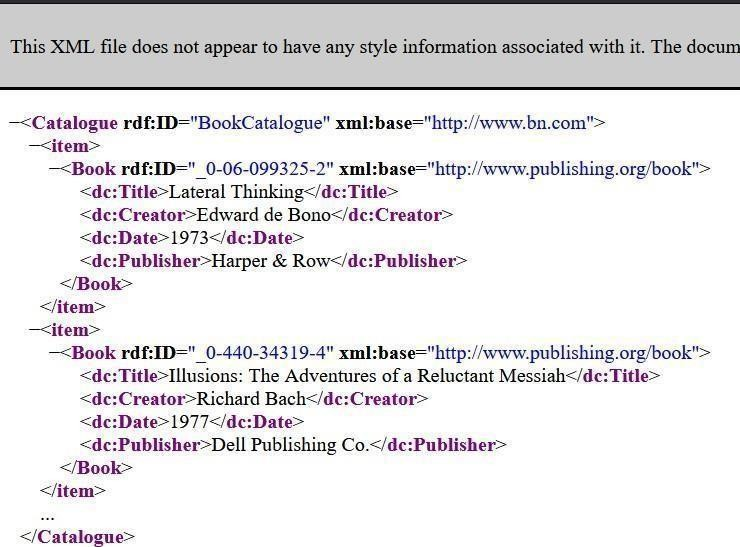 This XML file does not appear to have any style information associated with it. The docum
−<Catalogue rdf:ID="BookCatalogue" xml:base="http://www.bn.com">
−<item>
−<Book rdf:ID="_0-06-099325-2" xml:base="http://www.publishing.org/book">
<dc:Title>Lateral Thinking</dc:Title>
<dc:Creator>Edward de Bono</dc:Creator>
<dc:Date>1973</dc:Date>
<dc:Publisher>Harper & Row</dc:Publisher>
</Book>
</item>
−<item>
−<Book rdf:ID="_0-440-34319-4" xml:base="http://www.publishing.org/book">
<dc:Title>Illusions: The Adventures of a Reluctant Messiah</dc:Title>
<dc:Creator>Richard Bach</dc:Creator>
<dc:Date>1977</dc:Date>
<dc:Publisher>Dell Publishing Co.</dc:Publisher>
</Book>
</item>
...
</Catalogue>